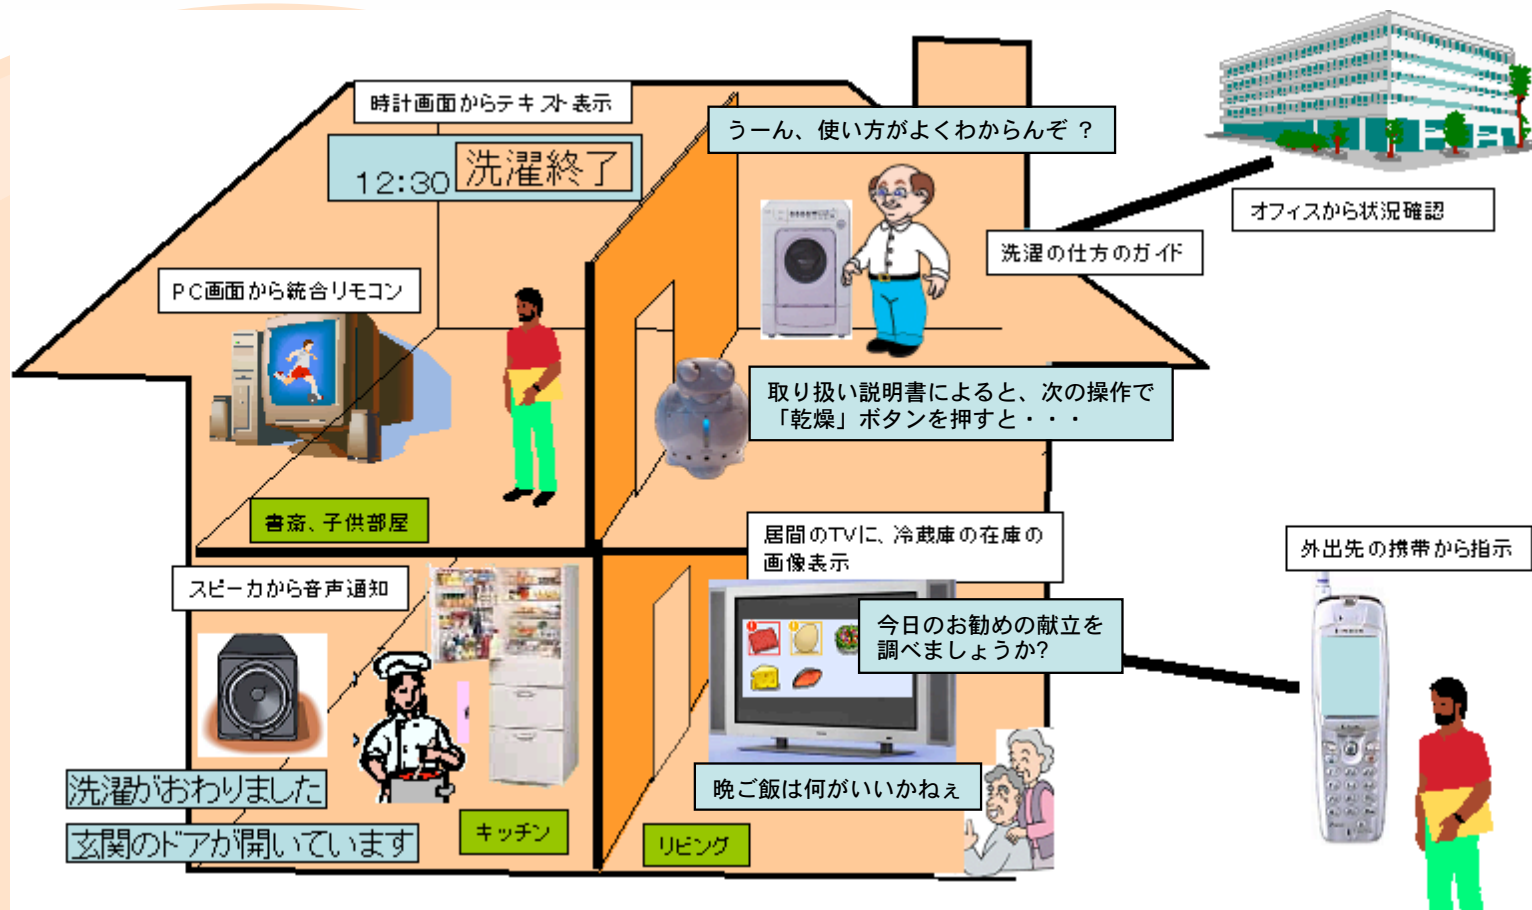 時計画面からテキスト表示
12:30 洗濯終了
うーん、使い方がよくわからんぞ ？
オフィスから状況確認
洗濯の仕方のガイド
PC画面から統合リモコン
取り扱い説明書によると、次の操作で
「乾燥」ボタンを押すと・・・
書斎、子供部屋
居間のTVに、冷蔵庫の在庫の
画像表示
外出先の携帯から指示
スピーカから音声通知
今日のお勧めの献立を
調べましょうか?
洗濯がおわりました
晩ご飯は何がいいかねぇ
玄関のドアが開いています
キッチン
リビング